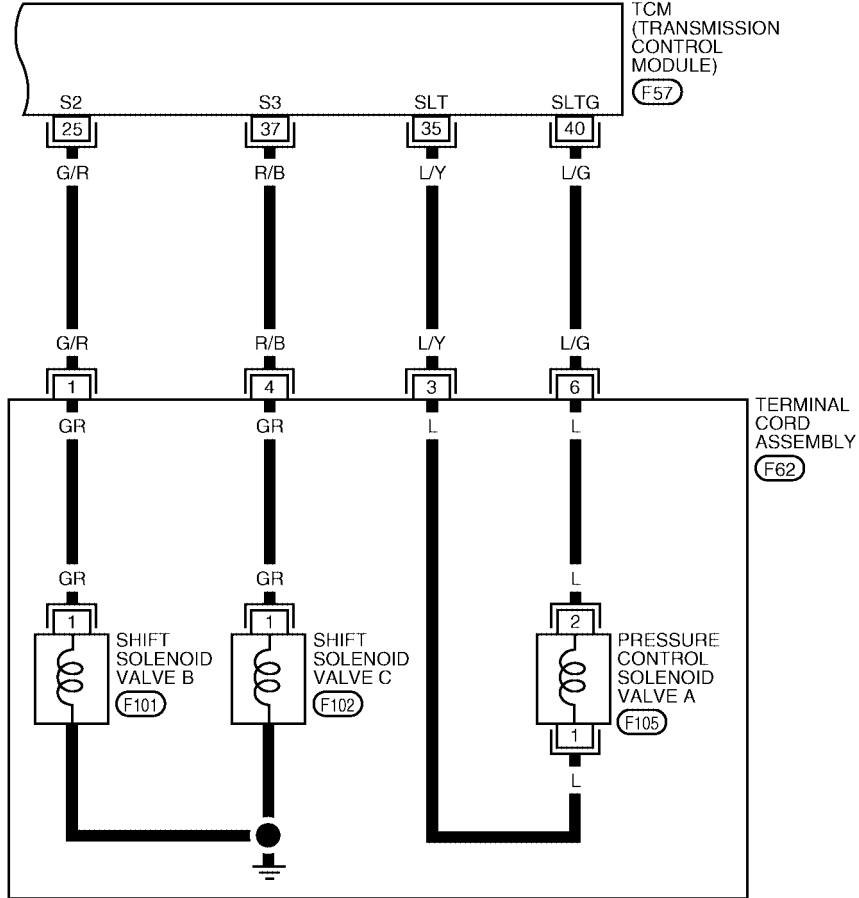 TCM
(TRANSMISSION
CONTROL
MODULE)
F57
S2 S3 SLT SLTG
25 37 35 40
G/R R/B L/Y L/G
G/R R/B L/Y L/G
1 4 3 6
TERMINAL
CORD
ASSEMBLY
F62
GR GR L L
GR GR L
1 1 2
SHIFT
SOLENOID
VALVE B
F101
SHIFT
SOLENOID
VALVE C
F102
PRESSURE
CONTROL
SOLENOID
VALVE A
F105
1
L